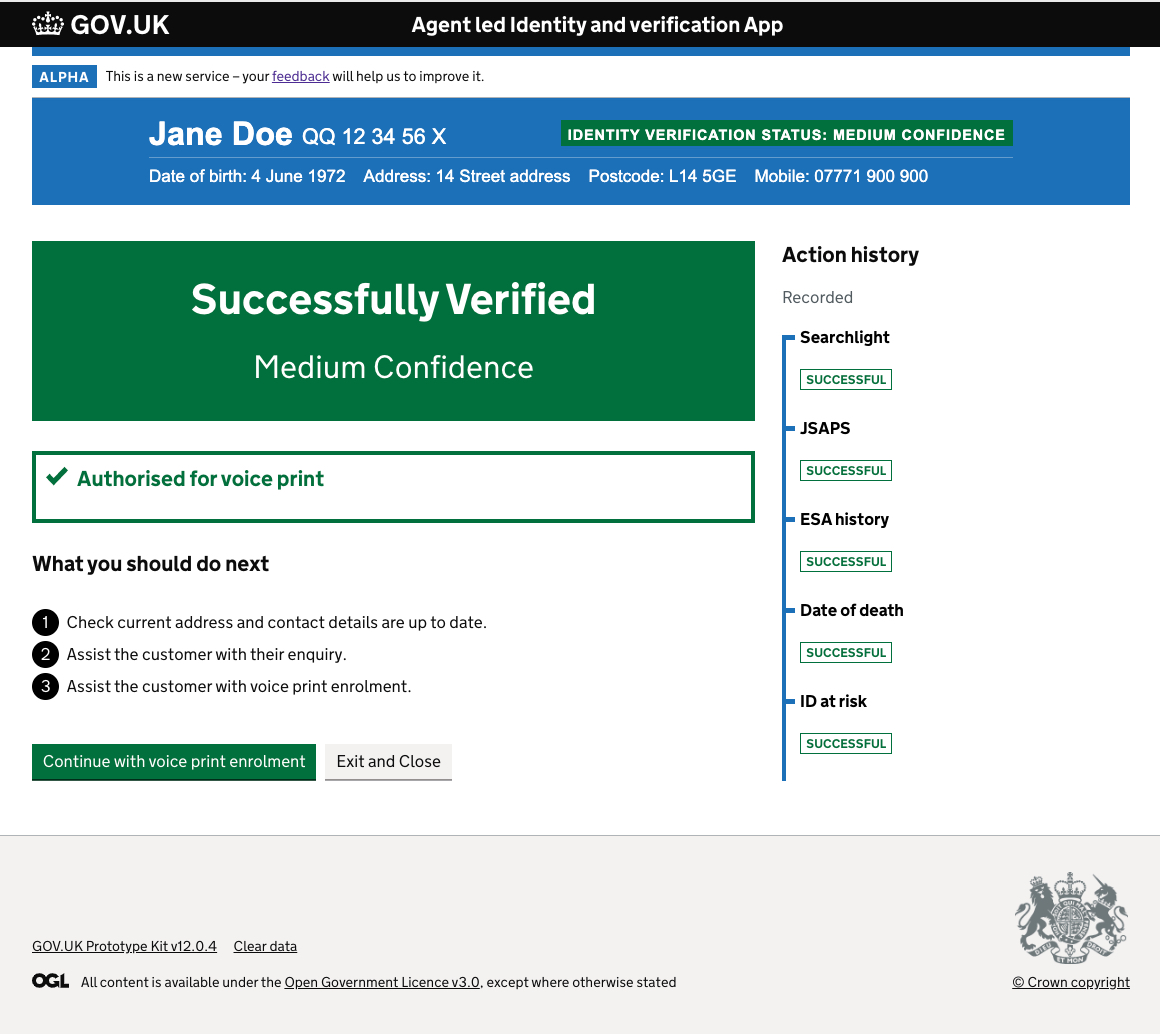 GOV.UK
Agent led Identity and verification App
ALPHA This is a new service – your feedback will help us to improve it.
Jane Doe QQ 12 34 56 X
IDENTITY VERIFICATION STATUS: MEDIUM CONFIDENCE
Date of birth: 4 June 1972 Address: 14 Street address Postcode: L14 5GE Mobile: 07771 900 900
Successfully Verified
Medium Confidence
Authorised for voice print
What you should do next
1 Check current address and contact details are up to date.
2 Assist the customer with their enquiry.
3 Assist the customer with voice print enrolment.
Continue with voice print enrolment
Exit and Close
Action history
Recorded
Searchlight
SUCCESSFUL
JSAPS
SUCCESSFUL
ESA history
SUCCESSFUL
Date of death
SUCCESSFUL
ID at risk
SUCCESSFUL
GOV.UK Prototype Kit v12.0.4 Clear data
OGL All content is available under the Open Government Licence v3.0, except where otherwise stated
© Crown copyright